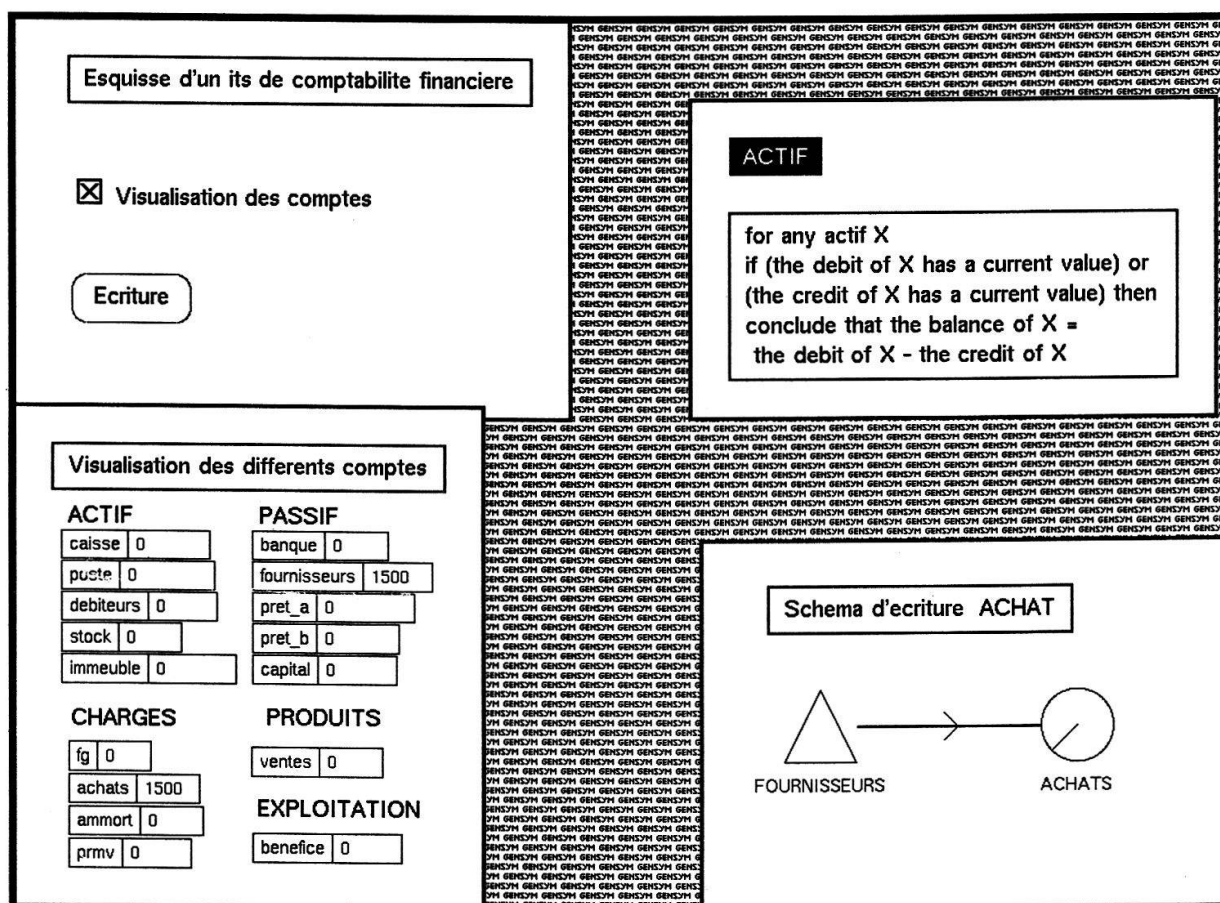 Esquisse d'un its de comptabilite financiere
Visualisation des comptes
Ecriture
ACTIF
for any actif X
if (the debit of X has a current value) or
(the credit of X has a current value) then
conclude that the balance of X =
the debit of X - the credit of X
Visualisation des differents comptes
ACTIF
caisse 0
poste 0
debiteurs 0
stock 0
immeuble 0
PASSIF
banque 0
fournisseurs 1500
pret_a 0
pret_b 0
capital 0
CHARGES
fg 0
achats 1500
ammort 0
prmv 0
PRODUITS
ventes 0
EXPLOITATION
benefice 0
Schema d'ecriture ACHAT
FOURNISSEURS
ACHATS
GENSYM